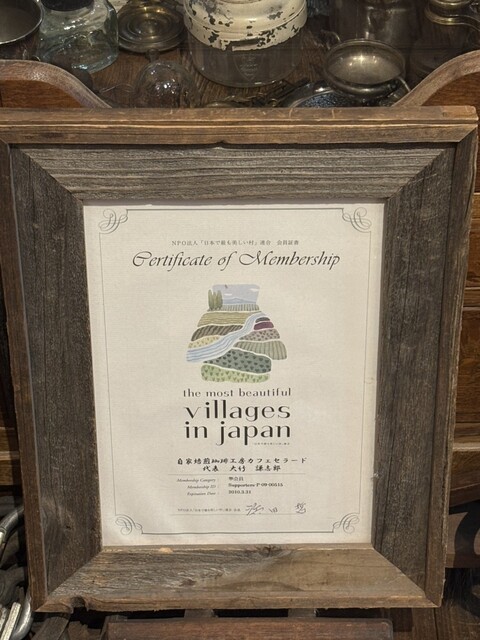 NPO法人「日本で最も美しい村」連合 会員証書
Certificate of Membership
the most beautiful
villages
in japan
自家焙煎珈琲工房カフェセラード
代表 大竹 謙志郎
Membership Category : 準会員
Membership ID : Supporters-P 09-00515
Expiration Date : 2010.3.31